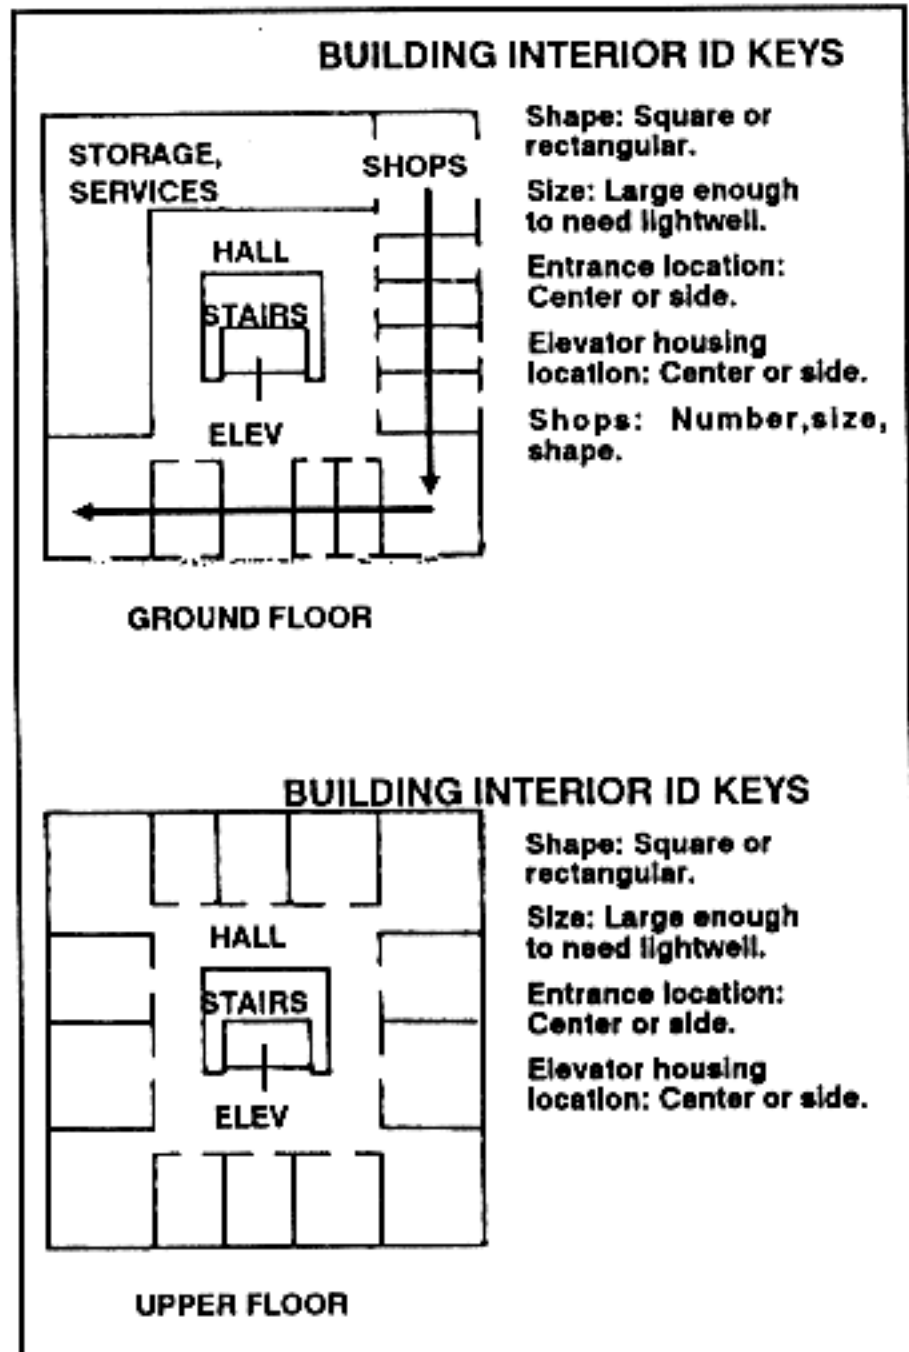 BUILDING INTERIOR ID KEYS
STORAGE,
SERVICES
SHOPS
HALL
STAIRS
ELEV
Shape: Square or
rectangular.
Size: Large enough
to need lightwell.
Entrance location:
Center or side.
Elevator housing
location: Center or side.
Shops: Number,size,
shape.
GROUND FLOOR
BUILDING INTERIOR ID KEYS
HALL
STAIRS
ELEV
Shape: Square or
rectangular.
Size: Large enough
to need lightwell.
Entrance location:
Center or side.
Elevator housing
location: Center or side.
UPPER FLOOR